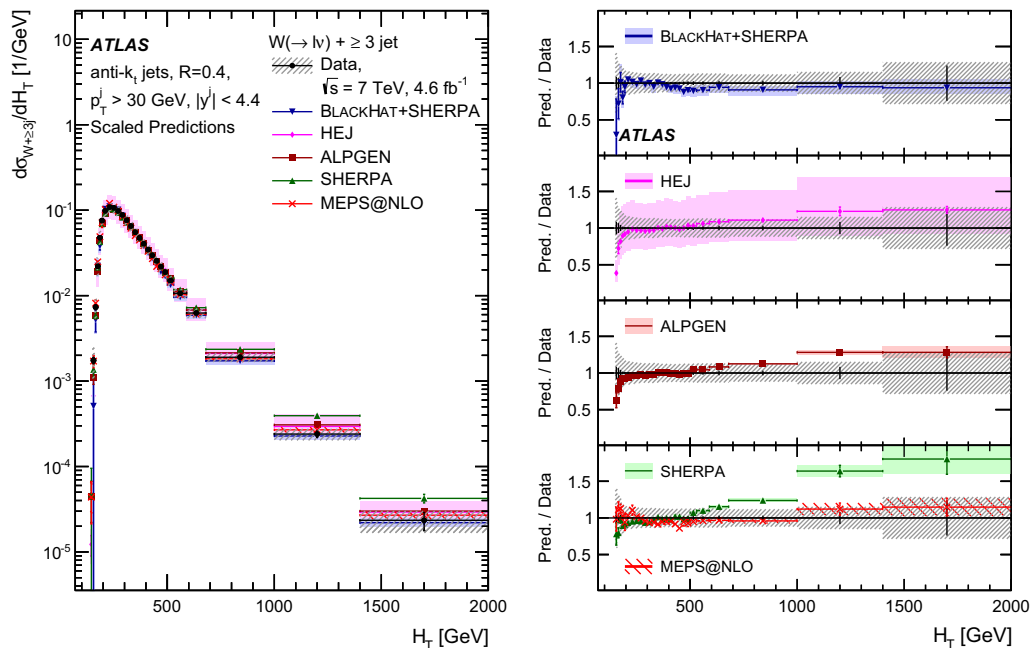 ATLAS
anti-k_t jets, R=0.4,
p_T^j > 30 GeV, |y^j| < 4.4
Scaled Predictions
W(→ lν) + ≥ 3 jet
Data,
√s = 7 TeV, 4.6 fb⁻¹
BLACKHAT+SHERPA
HEJ
ALPGEN
SHERPA
MEPS@NLO
dσ_{W+≥3j}/dH_T [1/GeV]
10
1
10⁻¹
10⁻²
10⁻³
10⁻⁴
10⁻⁵
500
1000
1500
2000
H_T [GeV]
BLACKHAT+SHERPA
ATLAS
Pred. / Data
1.5
1
0.5
HEJ
Pred. / Data
1.5
1
0.5
ALPGEN
Pred. / Data
1.5
1
0.5
SHERPA
MEPS@NLO
Pred. / Data
1.5
1
0.5
500
1000
1500
2000
H_T [GeV]